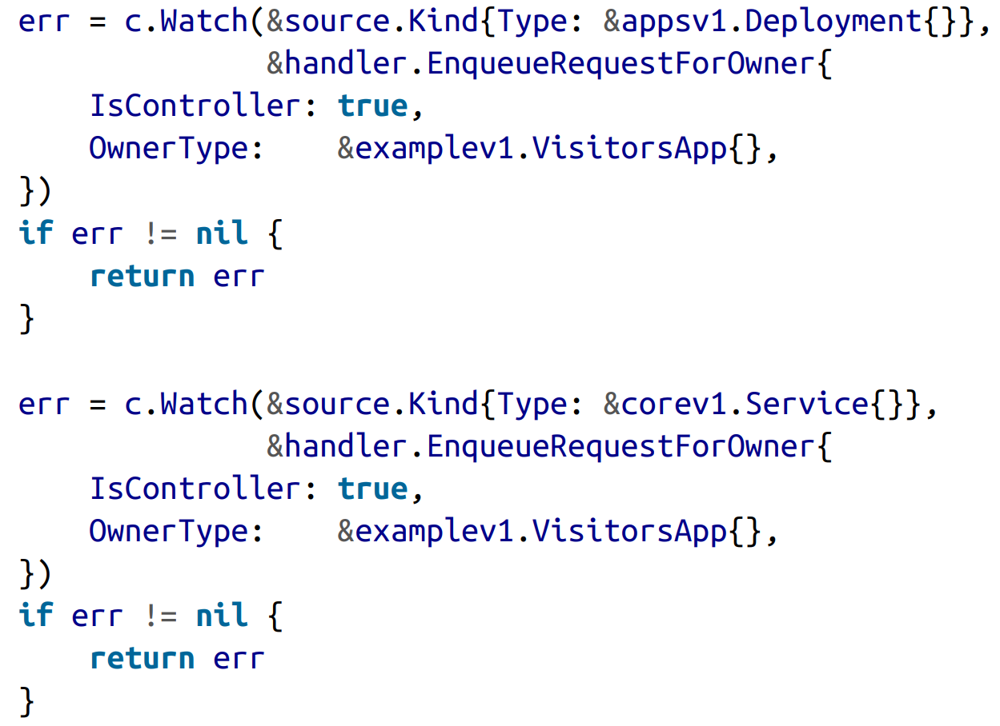 err = c.Watch(&source.Kind{Type: &appsv1.Deployment{}},
              &handler.EnqueueRequestForOwner{
    IsController: true,
    OwnerType:    &examplev1.VisitorsApp{},
})
if err != nil {
    return err
}

err = c.Watch(&source.Kind{Type: &corev1.Service{}},
              &handler.EnqueueRequestForOwner{
    IsController: true,
    OwnerType:    &examplev1.VisitorsApp{},
})
if err != nil {
    return err
}